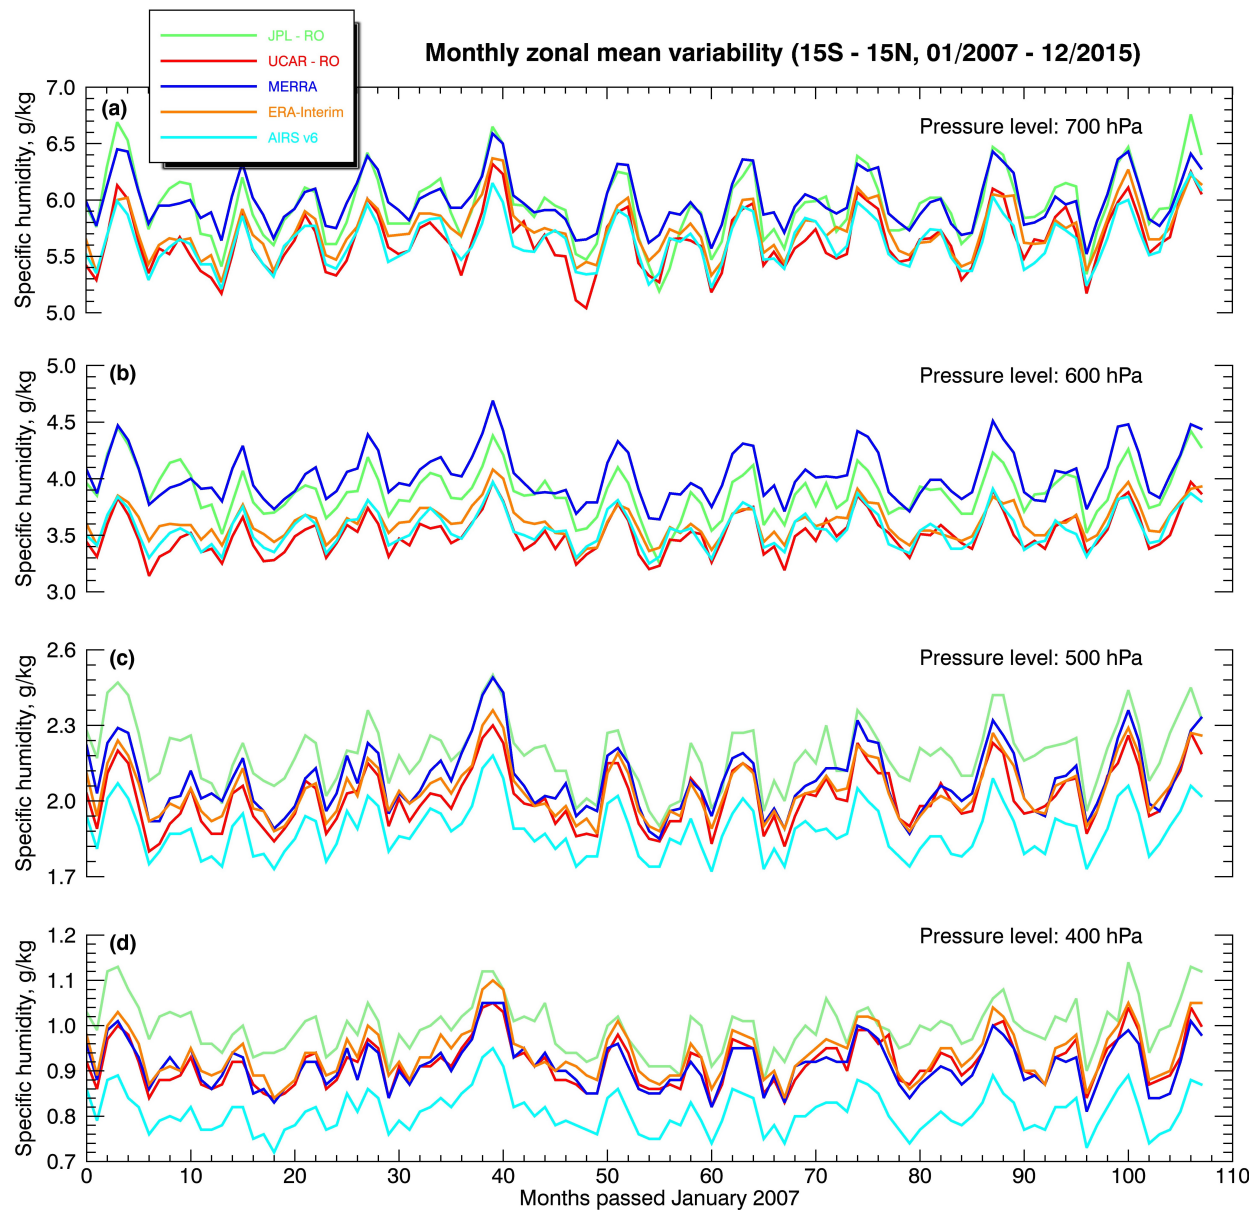 JPL - RO
UCAR - RO
MERRA
ERA-Interim
AIRS v6
Monthly zonal mean variability (15S - 15N, 01/2007 - 12/2015)
(a)
Pressure level: 700 hPa
Specific humidity, g/kg
7.0
6.5
6.0
5.5
5.0
(b)
Pressure level: 600 hPa
Specific humidity, g/kg
5.0
4.5
4.0
3.5
3.0
(c)
Pressure level: 500 hPa
Specific humidity, g/kg
2.6
2.3
2.0
1.7
(d)
Pressure level: 400 hPa
Specific humidity, g/kg
1.2
1.1
1.0
0.9
0.8
0.7
0 10 20 30 40 50 60 70 80 90 100 110
Months passed January 2007